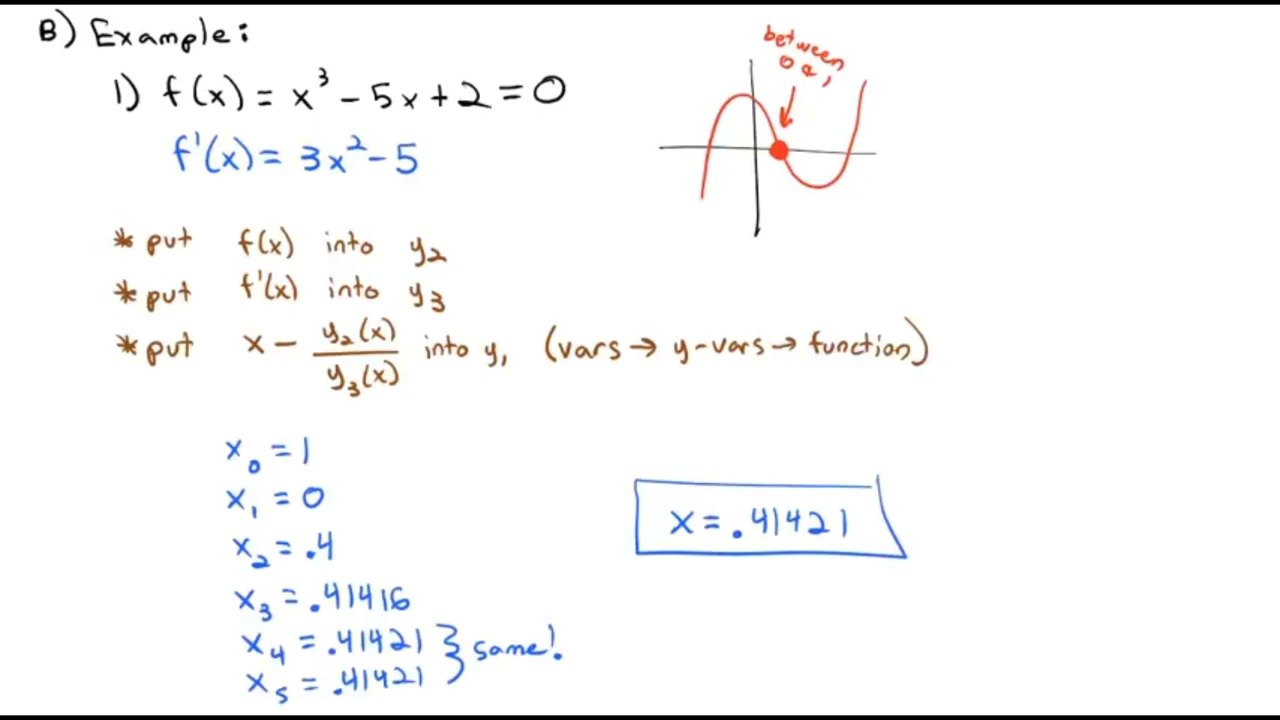 B) Example:
1) f(x) = x³ - 5x + 2 = 0
f'(x) = 3x² - 5
between
0 & 1
* put f(x) into y₂
* put f'(x) into y₃
* put x - y₂(x)/y₃(x) into y₁ (vars → y-vars → function)
x₀ = 1
x₁ = 0
x₂ = .4
x₃ = .41416
x₄ = .41421 } same!
x₅ = .41421
x = .41421